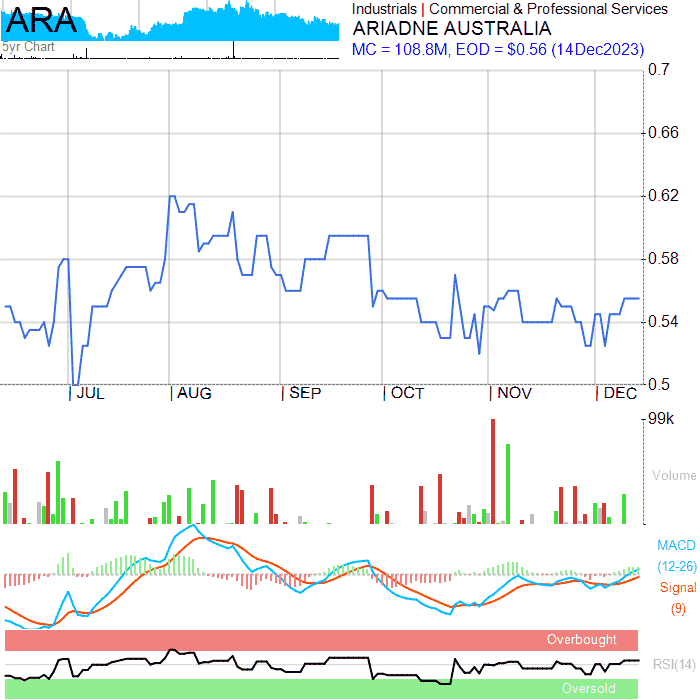 ARA
5yr Chart
Industrials | Commercial & Professional Services
ARIADNE AUSTRALIA
MC = 108.8M, EOD = $0.56 (14Dec2023)
0.7
0.66
0.62
0.58
0.54
0.5
JUL AUG SEP OCT NOV DEC
99k
Volume
MACD
(12-26)
Signal
(9)
Overbought
RSI(14)
Oversold